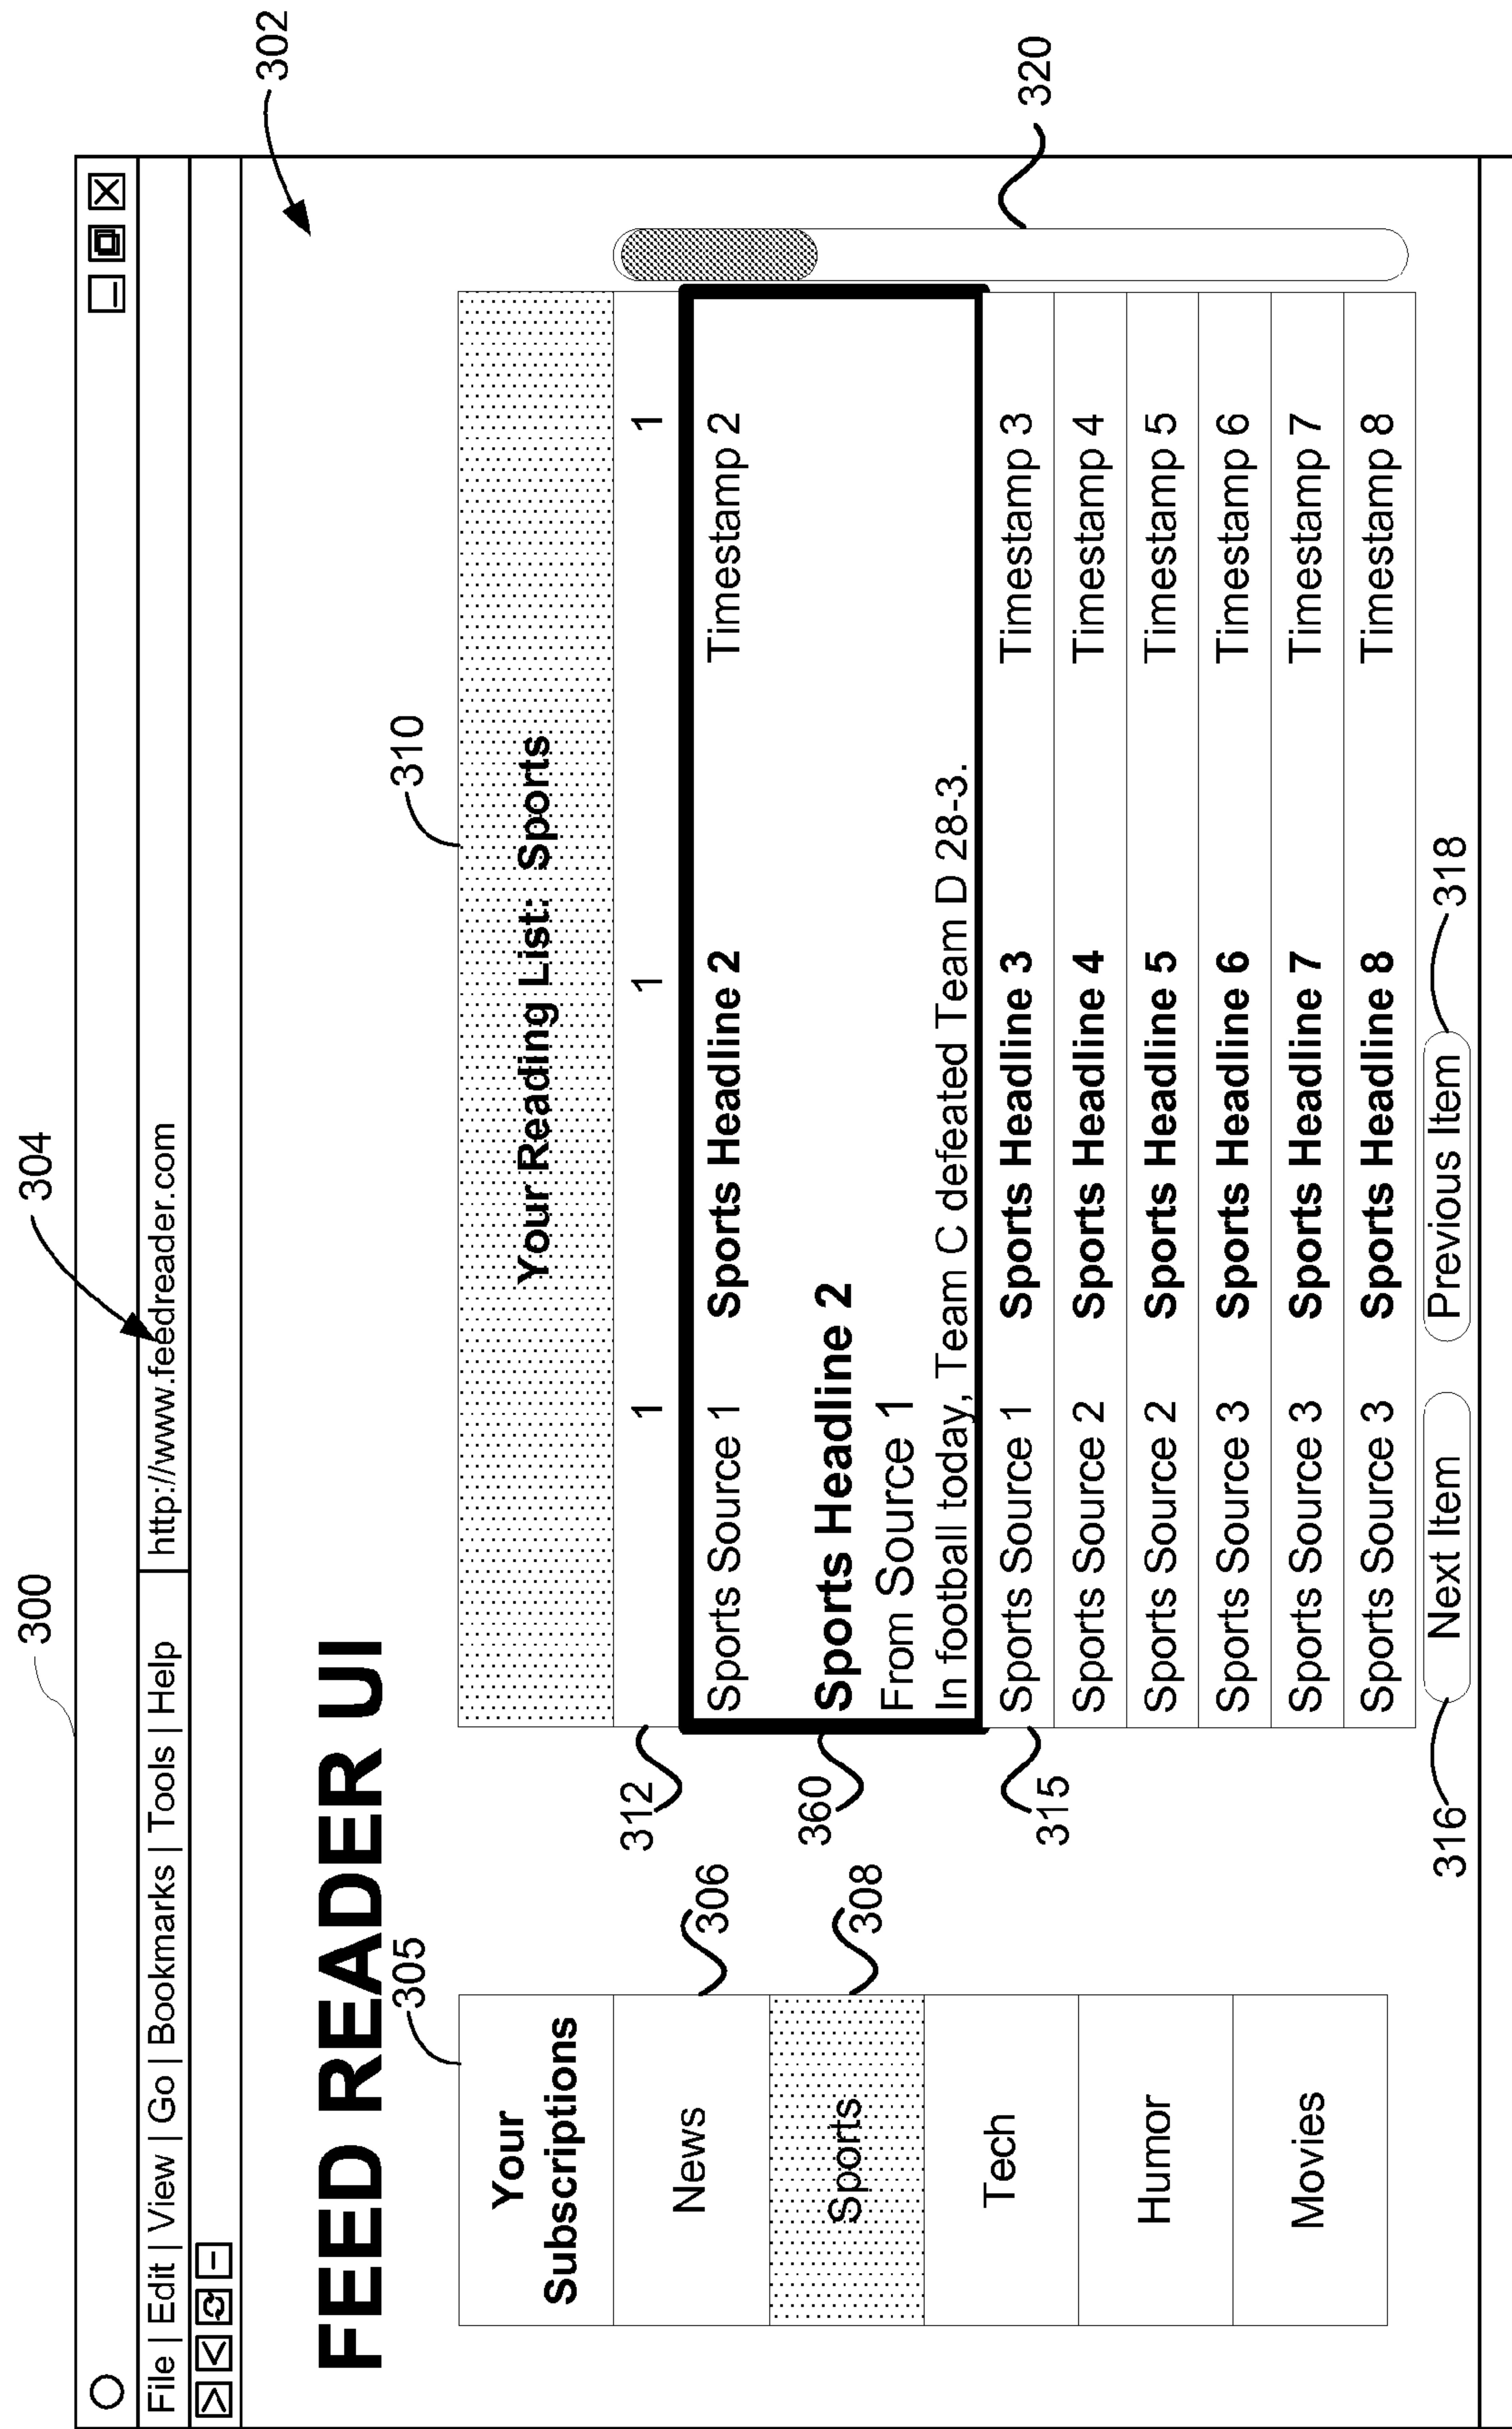 300
304
302
File | Edit | View | Go | Bookmarks | Tools | Help
http://www.feedreader.com
FEED READER UI
305
310
Your Subscriptions
News
Sports
Tech
Humor
Movies
306
308
Your Reading List: Sports
312
1 1 1
360
Sports Source 1 Sports Headline 2 Timestamp 2
Sports Headline 2
From Source 1
In football today, Team C defeated Team D 28-3.
315
Sports Source 1 Sports Headline 3 Timestamp 3
Sports Source 2 Sports Headline 4 Timestamp 4
Sports Source 2 Sports Headline 5 Timestamp 5
Sports Source 3 Sports Headline 6 Timestamp 6
Sports Source 3 Sports Headline 7 Timestamp 7
Sports Source 3 Sports Headline 8 Timestamp 8
320
316 Next Item Previous Item 318